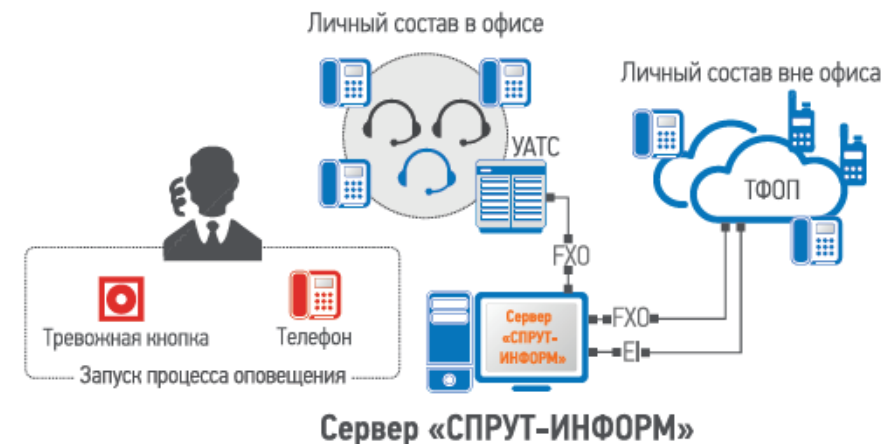 Личный состав в офисе
Личный состав вне офиса
УАТС
ТФОП
FXO
Тревожная кнопка
Телефон
Запуск процесса оповещения
Сервер
«СПРУТ-
ИНФОРМ»
FXO
EI
Сервер «СПРУТ-ИНФОРМ»